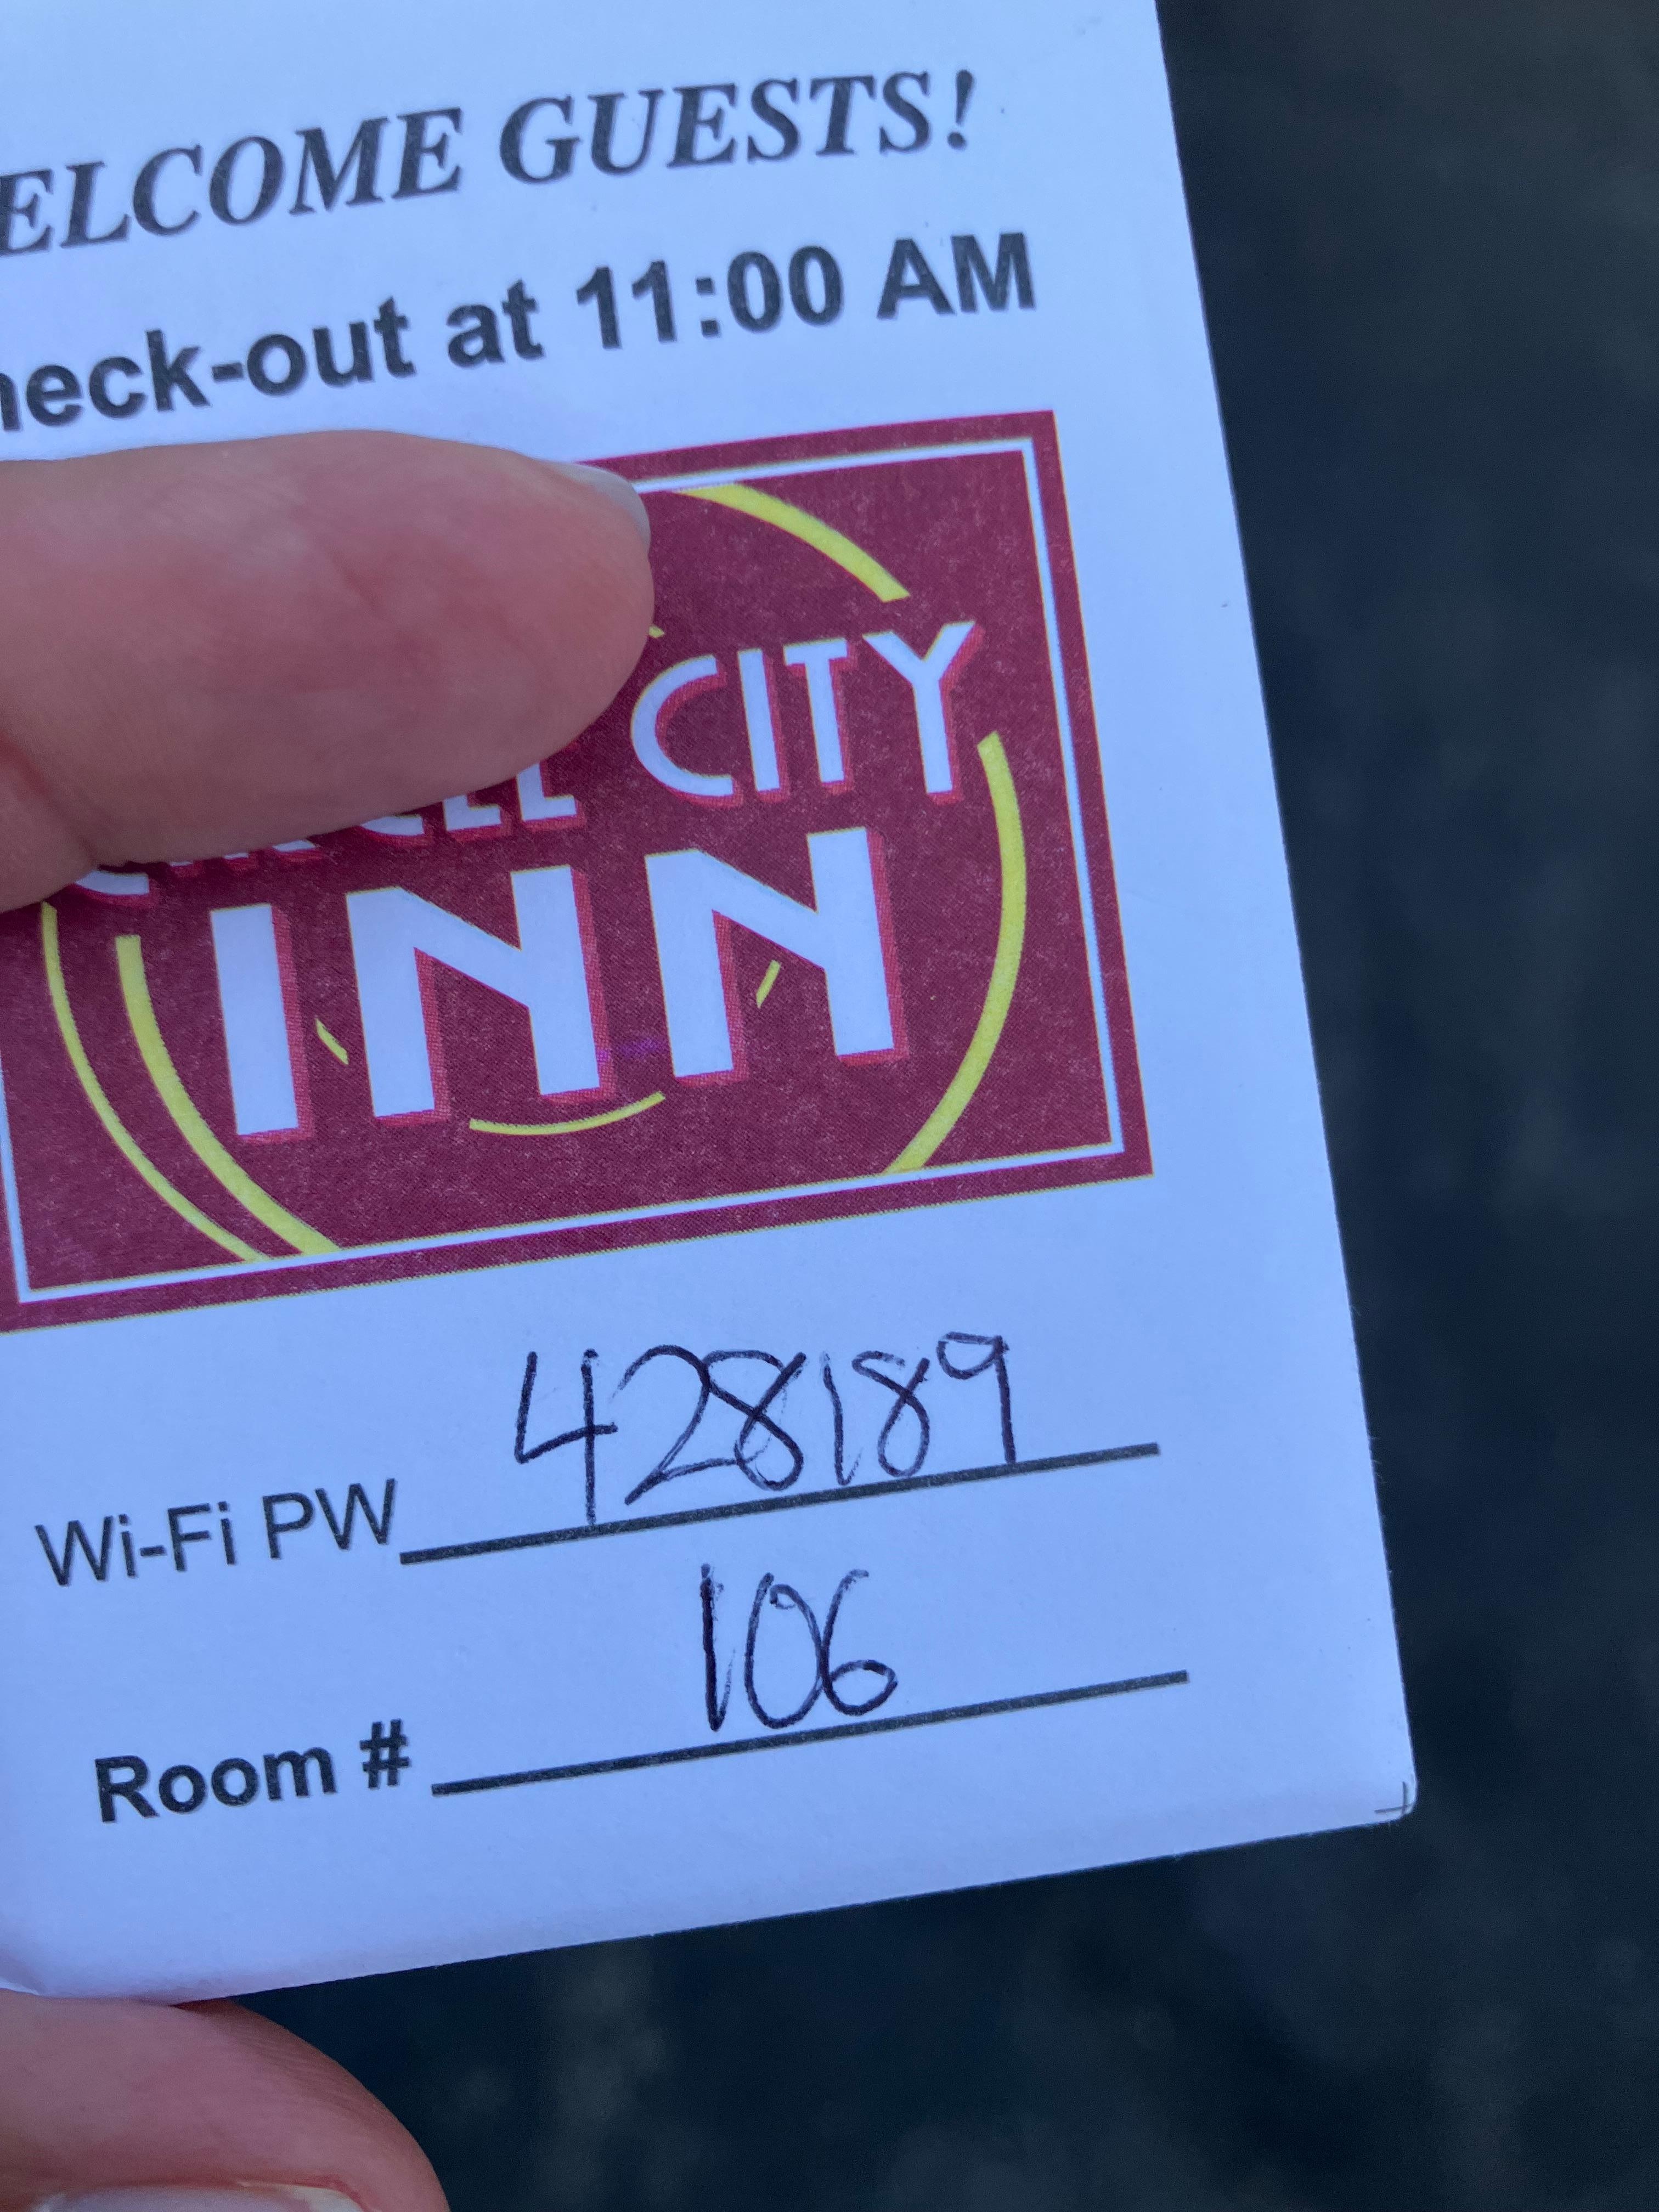 ELCOME GUESTS!
heck-out at 11:00 AM
CITY
INN
Wi-Fi PW 428189
Room # 106